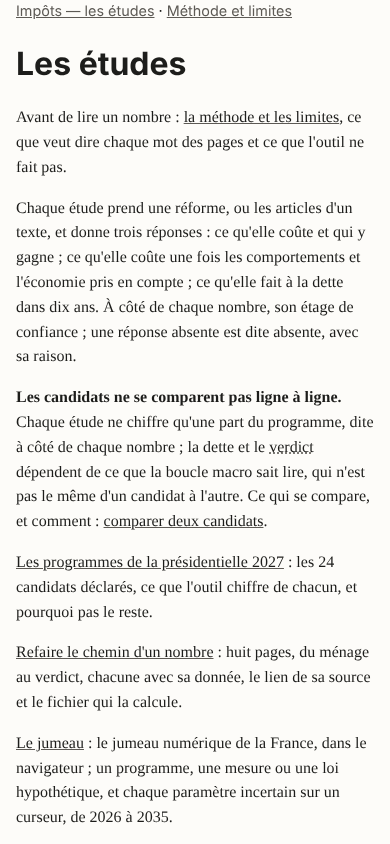 Impôts — les études · Méthode et limites
Les études
Avant de lire un nombre : la méthode et les limites, ce
que veut dire chaque mot des pages et ce que l'outil ne
fait pas.
Chaque étude prend une réforme, ou les articles d'un
texte, et donne trois réponses : ce qu'elle coûte et qui y
gagne ; ce qu'elle coûte une fois les comportements et
l'économie pris en compte ; ce qu'elle fait à la dette
dans dix ans. À côté de chaque nombre, son étage de
confiance ; une réponse absente est dite absente, avec
sa raison.
Les candidats ne se comparent pas ligne à ligne.
Chaque étude ne chiffre qu'une part du programme, dite
à côté de chaque nombre ; la dette et le verdict
dépendent de ce que la boucle macro sait lire, qui n'est
pas le même d'un candidat à l'autre. Ce qui se compare,
et comment : comparer deux candidats.
Les programmes de la présidentielle 2027 : les 24
candidats déclarés, ce que l'outil chiffre de chacun, et
pourquoi pas le reste.
Refaire le chemin d'un nombre : huit pages, du ménage
au verdict, chacune avec sa donnée, le lien de sa source
et le fichier qui la calcule.
Le jumeau : le jumeau numérique de la France, dans le
navigateur ; un programme, une mesure ou une loi
hypothétique, et chaque paramètre incertain sur un
curseur, de 2026 à 2035.